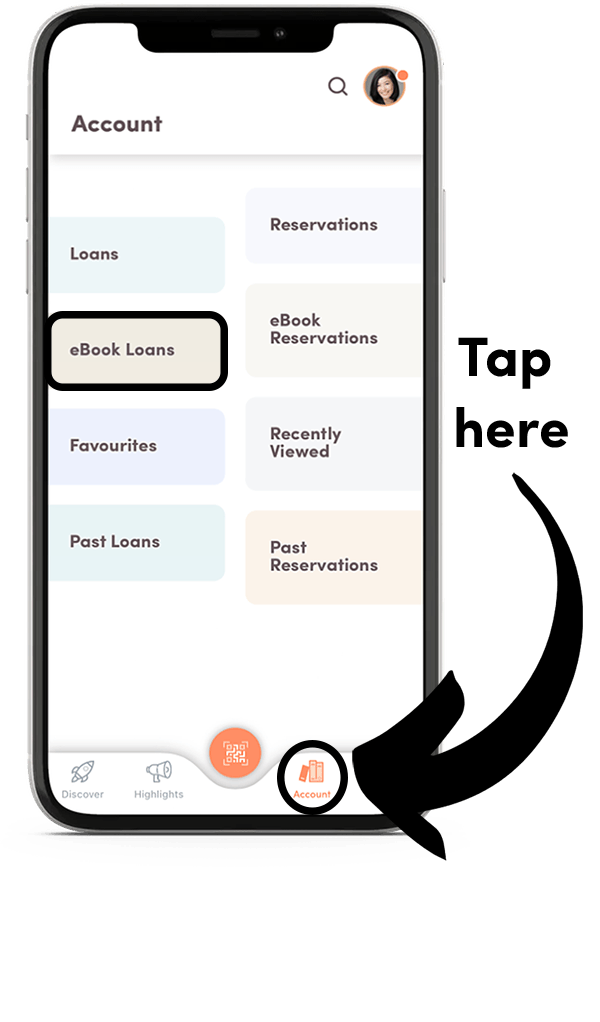 Account
Loans
Reservations
eBook Loans
eBook
Reservations
Favourites
Recently
Viewed
Past Loans
Past
Reservations
Tap
here
Discover
Highlights
Account